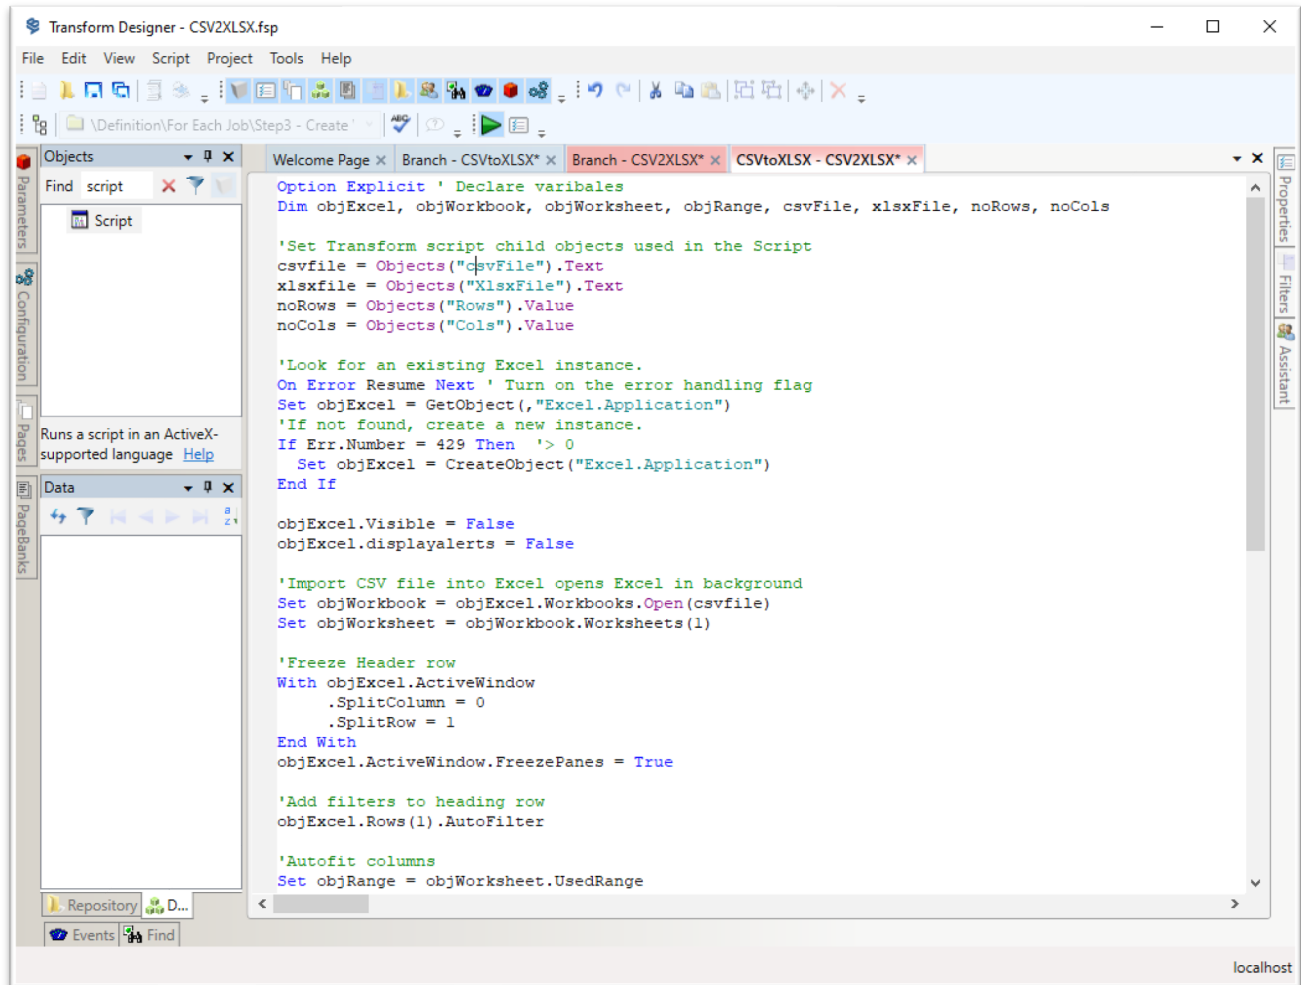 Transform Designer - CSV2XLSX.fsp
File Edit View Script Project Tools Help
\Definition\For Each Job\Step3 - Create '
ABC
Objects
Find script
Script
Runs a script in an ActiveX-
supported language Help
Data
Repository
D...
Events
Find
Parameters
Configuration
Pages
PageBanks
Welcome Page
Branch - CSVtoXLSX*
Branch - CSV2XLSX*
CSVtoXLSX - CSV2XLSX*
Option Explicit ' Declare varibales
Dim objExcel, objWorkbook, objWorksheet, objRange, csvFile, xlsxFile, noRows, noCols
'Set Transform script child objects used in the Script
csvfile = Objects("csvFile").Text
xlsxfile = Objects("XlsxFile").Text
noRows = Objects("Rows").Value
noCols = Objects("Cols").Value
'Look for an existing Excel instance.
On Error Resume Next ' Turn on the error handling flag
Set objExcel = GetObject(,"Excel.Application")
'If not found, create a new instance.
If Err.Number = 429 Then '> 0
Set objExcel = CreateObject("Excel.Application")
End If
objExcel.Visible = False
objExcel.displayalerts = False
'Import CSV file into Excel opens Excel in background
Set objWorkbook = objExcel.Workbooks.Open(csvfile)
Set objWorksheet = objWorkbook.Worksheets(1)
'Freeze Header row
With objExcel.ActiveWindow
.SplitColumn = 0
.SplitRow = 1
End With
objExcel.ActiveWindow.FreezePanes = True
'Add filters to heading row
objExcel.Rows(1).AutoFilter
'Autofit columns
Set objRange = objWorksheet.UsedRange
Properties
Filters
Assistant
localhost